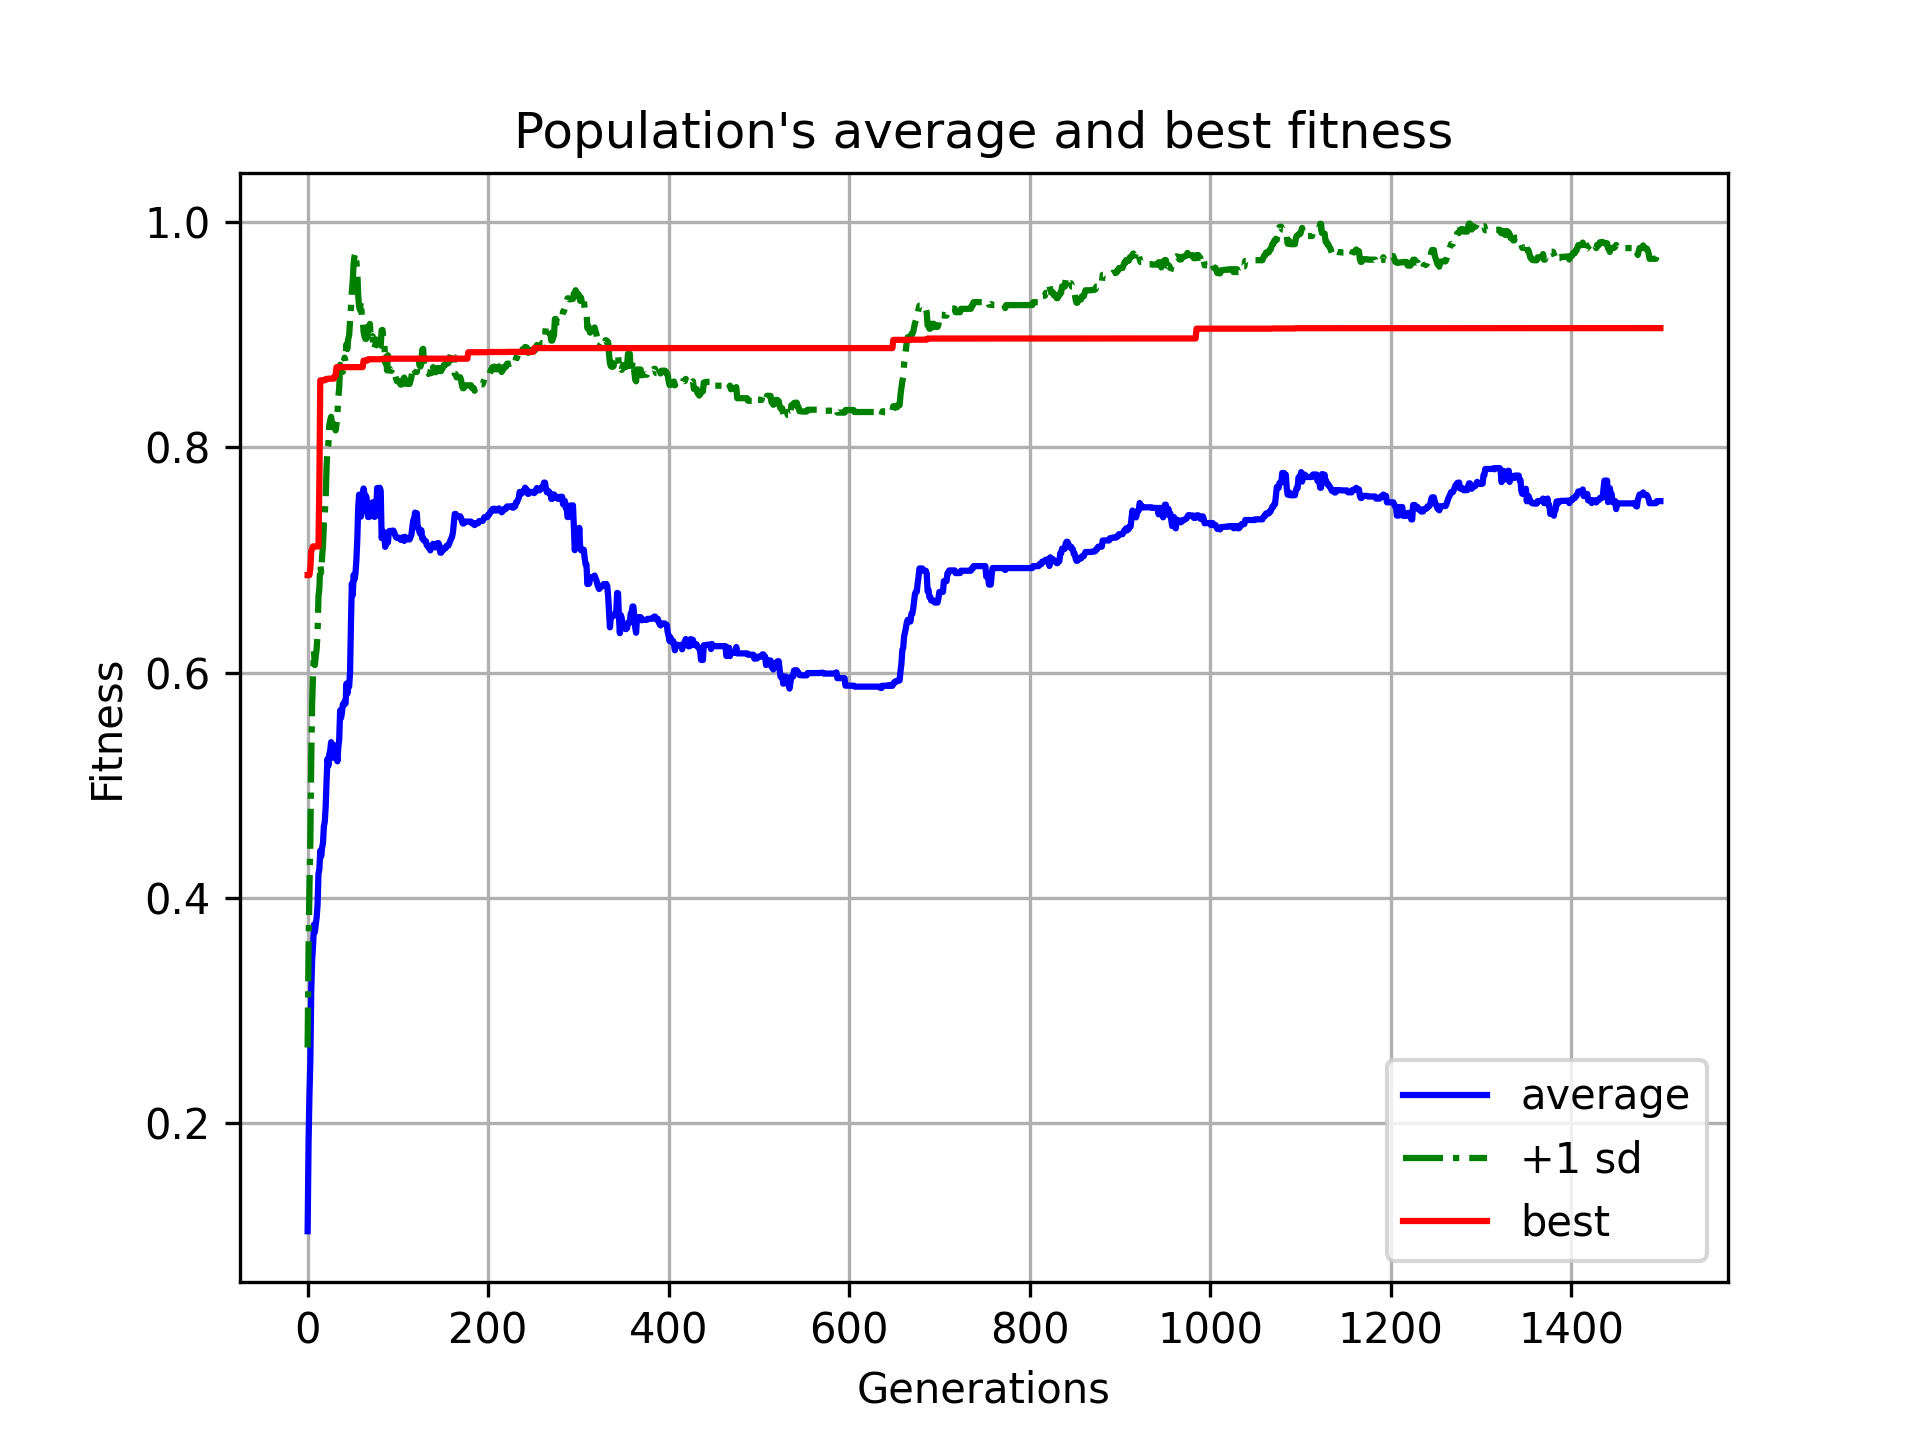 Population's average and best fitness
1.0
0.8
0.6
0.4
0.2
Fitness
0 200 400 600 800 1000 1200 1400
Generations
average
+1 sd
best